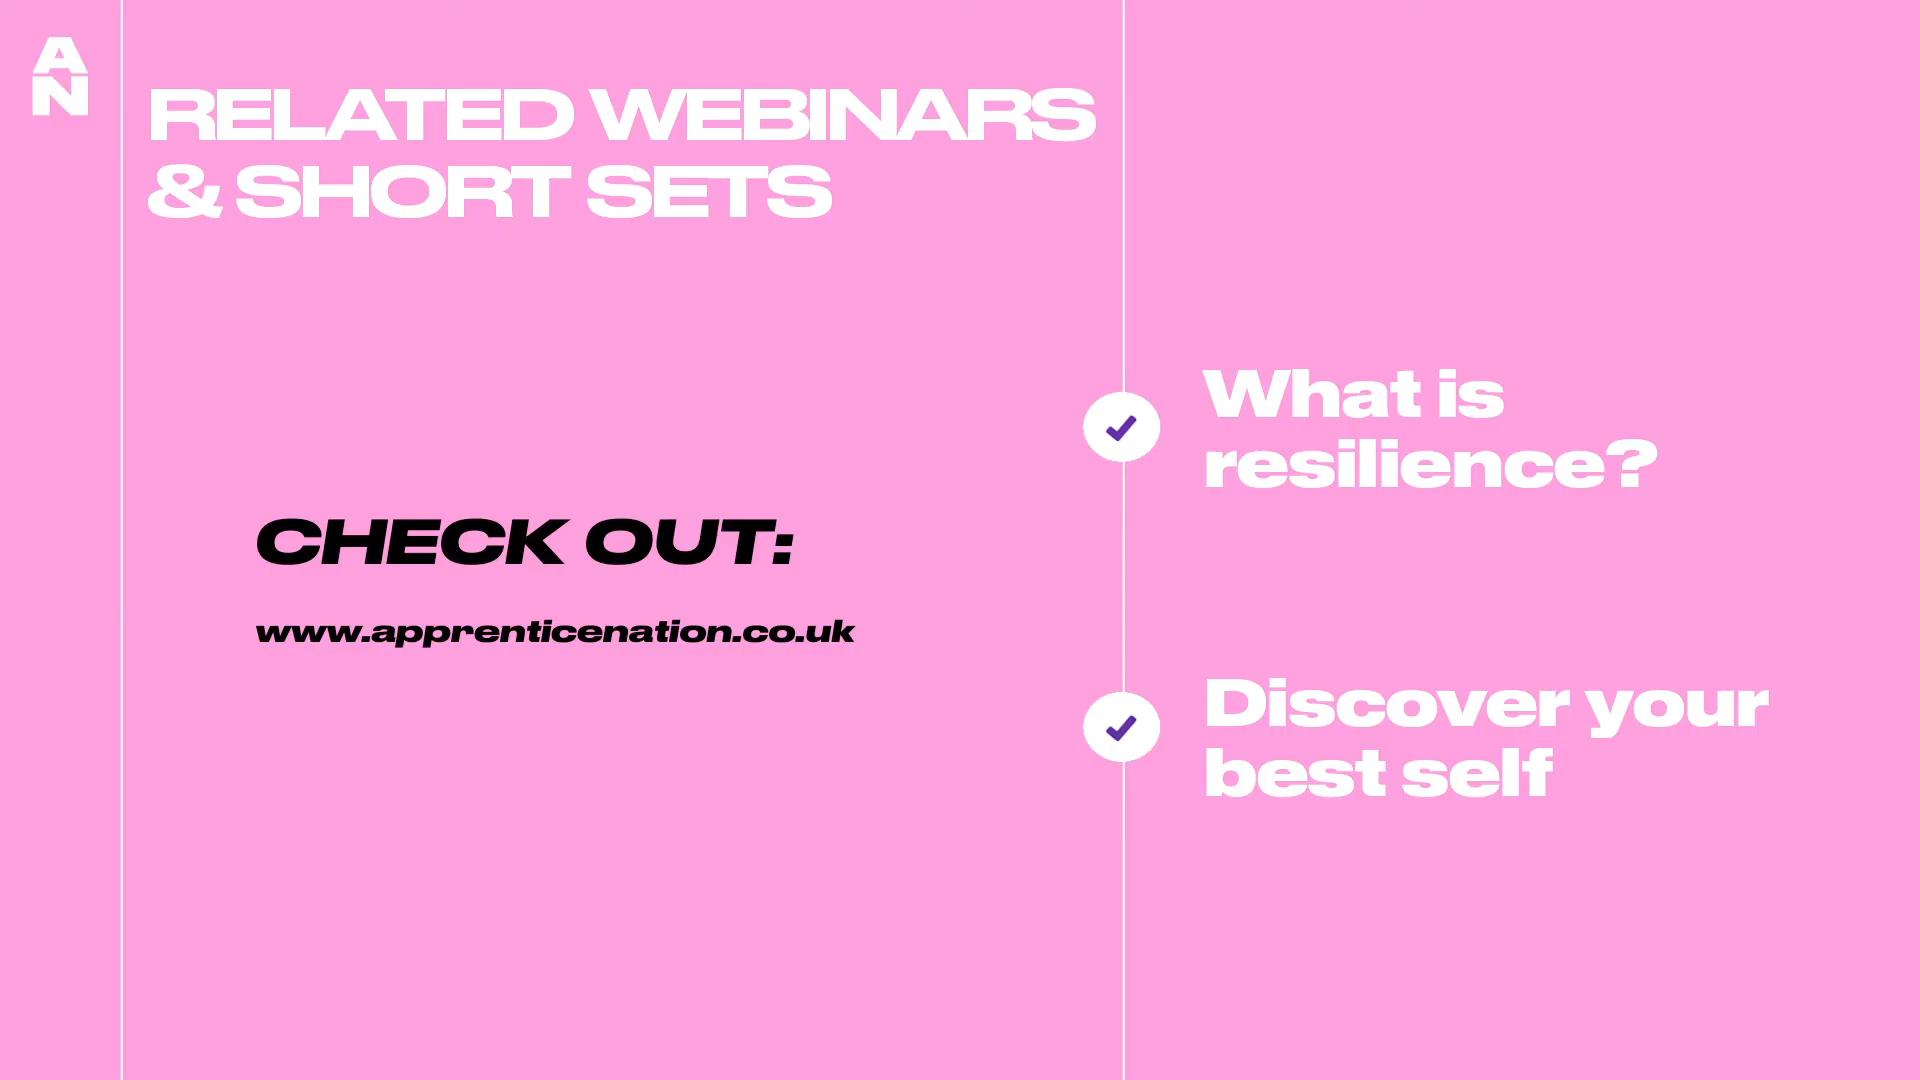 A
N
RELATED WEBINARS
& SHORT SETS
CHECK OUT:
www.apprenticenation.co.uk
What is
resilience?
Discover your
best self